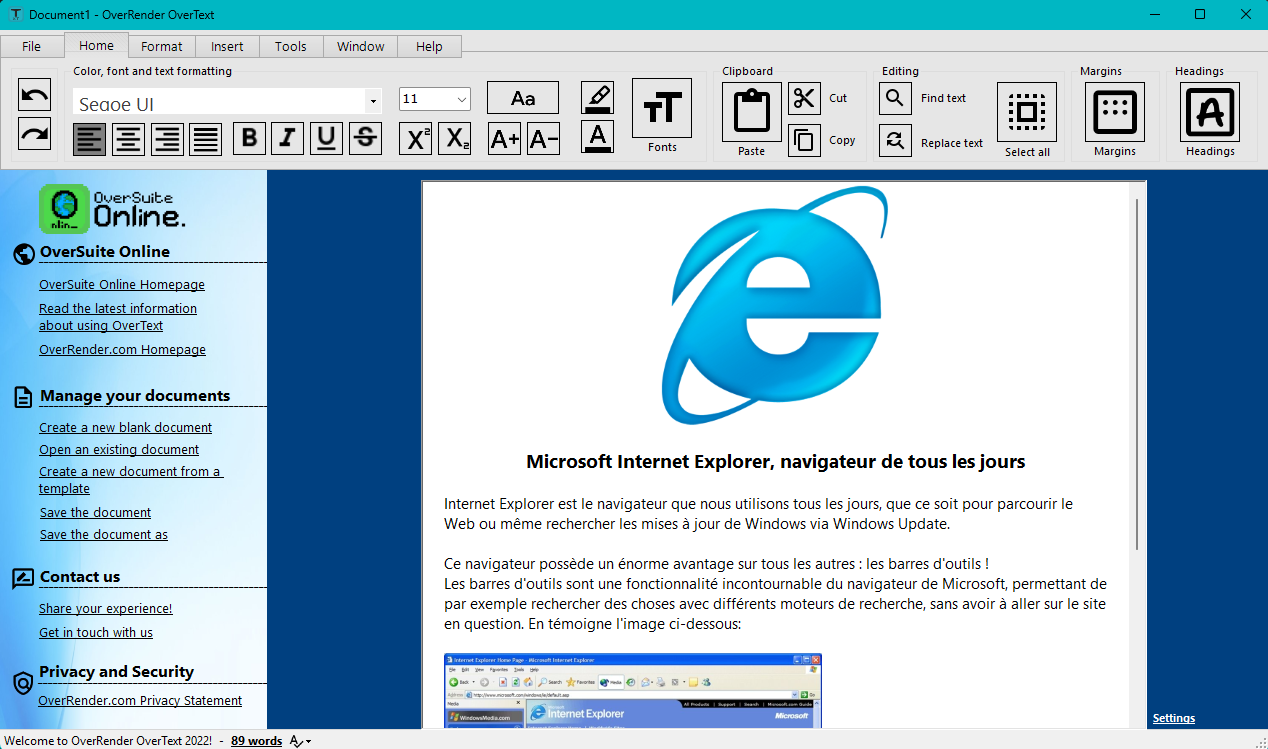 Document1 - OverRender OverText
File Home Format Insert Tools Window Help
Color, font and text formatting
Clipboard
Editing
Margins
Headings
Segoe UI
11
Aa
Cut
Find text
B I U S X² X₂ A+ A− A
Copy
Replace text
Fonts
Paste
Select all
Margins
Headings
OverSuite
Online.
OverSuite Online
OverSuite Online Homepage
Read the latest information
about using OverText
OverRender.com Homepage
Manage your documents
Create a new blank document
Open an existing document
Create a new document from a
template
Save the document
Save the document as
Contact us
Share your experience!
Get in touch with us
Privacy and Security
OverRender.com Privacy Statement
Microsoft Internet Explorer, navigateur de tous les jours
Internet Explorer est le navigateur que nous utilisons tous les jours, que ce soit pour parcourir le
Web ou même rechercher les mises à jour de Windows via Windows Update.
Ce navigateur possède un énorme avantage sur tous les autres : les barres d'outils !
Les barres d'outils sont une fonctionnalité incontournable du navigateur de Microsoft, permettant de
par exemple rechercher des choses avec différents moteurs de recherche, sans avoir à aller sur le site
en question. En témoigne l'image ci-dessous:
Internet Explorer Home Page - Microsoft Internet Explorer
File Edit View Favorites Tools Help
Back Search Favorites Media
Address http://www.microsoft.com/windows/ie/default.asp Go
Media
All Products | Support | Search | Microsoft.com Guide
WindowsMedia.com
Internet Explorer
Microsoft
Settings
Welcome to OverRender OverText 2022! - 89 words